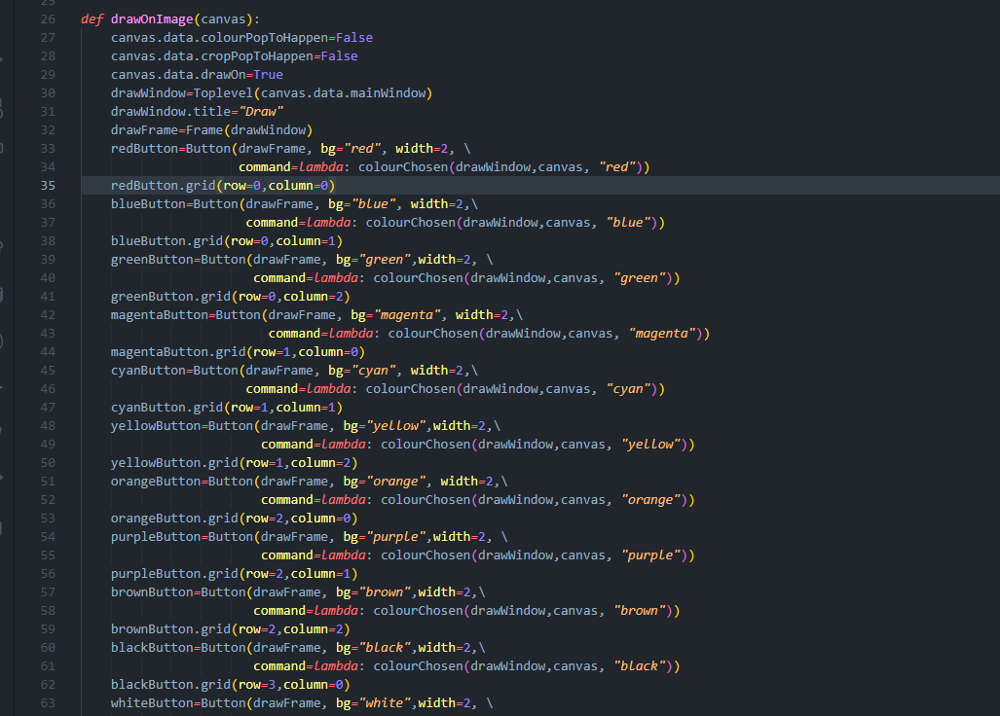 25
26 def drawOnImage(canvas):
27 canvas.data.colourPopToHappen=False
28 canvas.data.cropPopToHappen=False
29 canvas.data.drawOn=True
30 drawWindow=Toplevel(canvas.data.mainWindow)
31 drawWindow.title="Draw"
32 drawFrame=Frame(drawWindow)
33 redButton=Button(drawFrame, bg="red", width=2, \
34 command=lambda: colourChosen(drawWindow,canvas, "red"))
35 redButton.grid(row=0,column=0)
36 blueButton=Button(drawFrame, bg="blue", width=2,\
37 command=lambda: colourChosen(drawWindow,canvas, "blue"))
38 blueButton.grid(row=0,column=1)
39 greenButton=Button(drawFrame, bg="green",width=2, \
40 command=lambda: colourChosen(drawWindow,canvas, "green"))
41 greenButton.grid(row=0,column=2)
42 magentaButton=Button(drawFrame, bg="magenta", width=2,\
43 command=lambda: colourChosen(drawWindow,canvas, "magenta"))
44 magentaButton.grid(row=1,column=0)
45 cyanButton=Button(drawFrame, bg="cyan", width=2,\
46 command=lambda: colourChosen(drawWindow,canvas, "cyan"))
47 cyanButton.grid(row=1,column=1)
48 yellowButton=Button(drawFrame, bg="yellow",width=2,\
49 command=lambda: colourChosen(drawWindow,canvas, "yellow"))
50 yellowButton.grid(row=1,column=2)
51 orangeButton=Button(drawFrame, bg="orange", width=2,\
52 command=lambda: colourChosen(drawWindow,canvas, "orange"))
53 orangeButton.grid(row=2,column=0)
54 purpleButton=Button(drawFrame, bg="purple",width=2, \
55 command=lambda: colourChosen(drawWindow,canvas, "purple"))
56 purpleButton.grid(row=2,column=1)
57 brownButton=Button(drawFrame, bg="brown",width=2,\
58 command=lambda: colourChosen(drawWindow,canvas, "brown"))
59 brownButton.grid(row=2,column=2)
60 blackButton=Button(drawFrame, bg="black",width=2,\
61 command=lambda: colourChosen(drawWindow,canvas, "black"))
62 blackButton.grid(row=3,column=0)
63 whiteButton=Button(drawFrame, bg="white",width=2, \